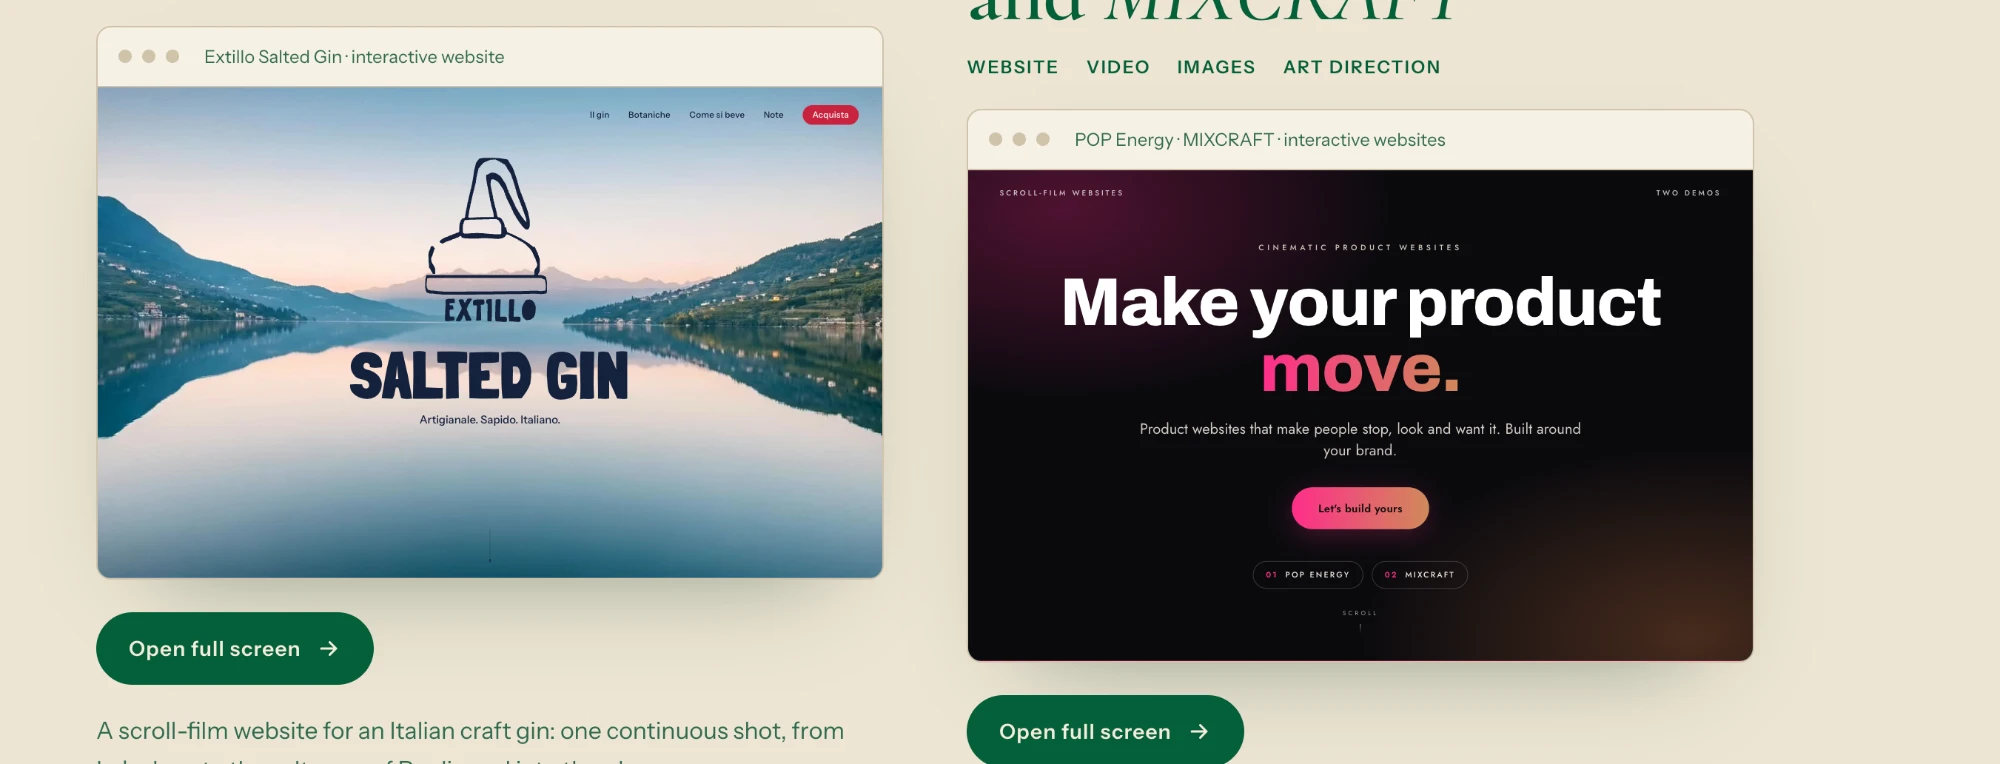 Extillo Salted Gin · interactive website
Il gin Botaniche Come si beve Note Acquista
EXTILLO
SALTED GIN
Artigianale. Sapido. Italiano.
Open full screen →
A scroll-film website for an Italian craft gin: one continuous shot, from
and MIXCRAFT
WEBSITE VIDEO IMAGES ART DIRECTION
POP Energy · MIXCRAFT · interactive websites
SCROLL-FILM WEBSITES TWO DEMOS
CINEMATIC PRODUCT WEBSITES
Make your product
move.
Product websites that make people stop, look and want it. Built around
your brand.
Let's build yours
01 POP ENERGY 02 MIXCRAFT
SCROLL
Open full screen →